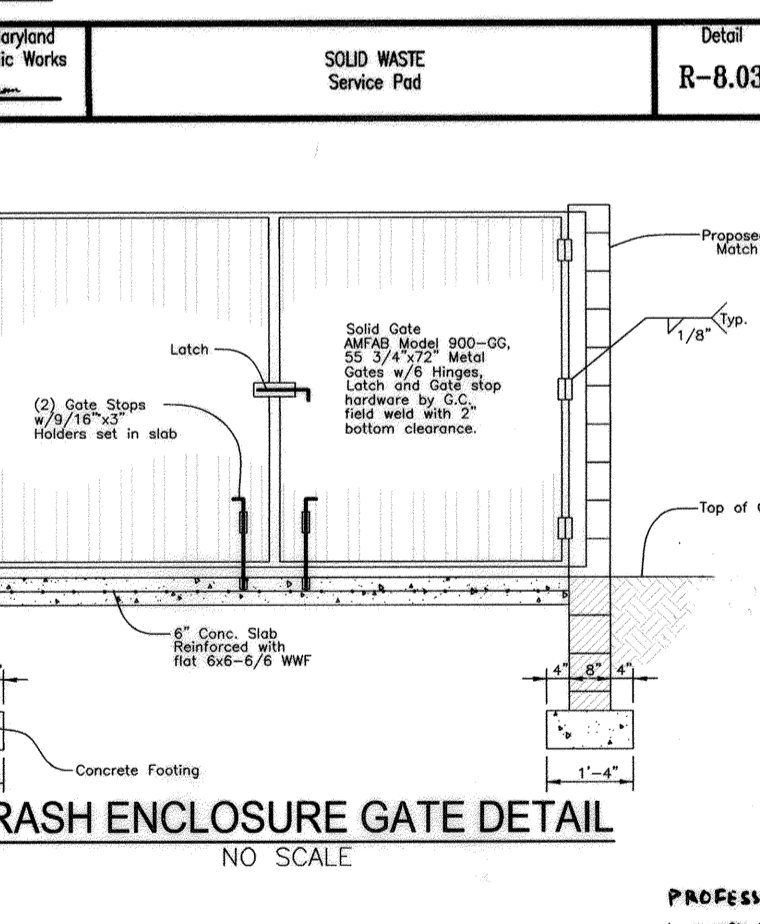 Maryland
ic Works
SOLID WASTE
Service Pad
Detail
R-8.03
Proposed
Match
Typ.
1/8"
Latch
Solid Gate
AMFAB Model 900-GG,
55 3/4"x72" Metal
Gates w/6 Hinges,
Latch and Gate stop
hardware by G.C.
field weld with 2"
bottom clearance.
(2) Gate Stops
w/9/16"x3"
Holders set in slab
Top of
6" Conc. Slab
Reinforced with
flat 6x6-6/6 WWF
4" 8" 4"
Concrete Footing
1'-4"
RASH ENCLOSURE GATE DETAIL
NO SCALE
PROFESS